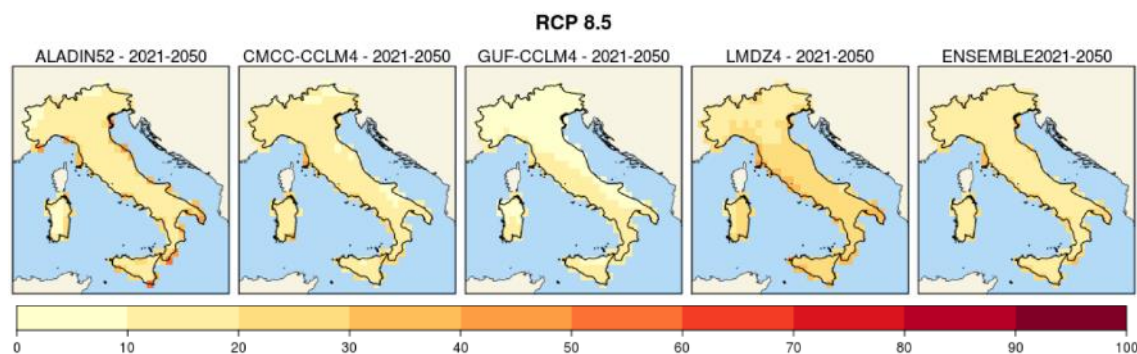 RCP 8.5
ALADIN52 - 2021-2050
CMCC-CCLM4 - 2021-2050
GUF-CCLM4 - 2021-2050
LMDZ4 - 2021-2050
ENSEMBLE2021-2050
0 10 20 30 40 50 60 70 80 90 100